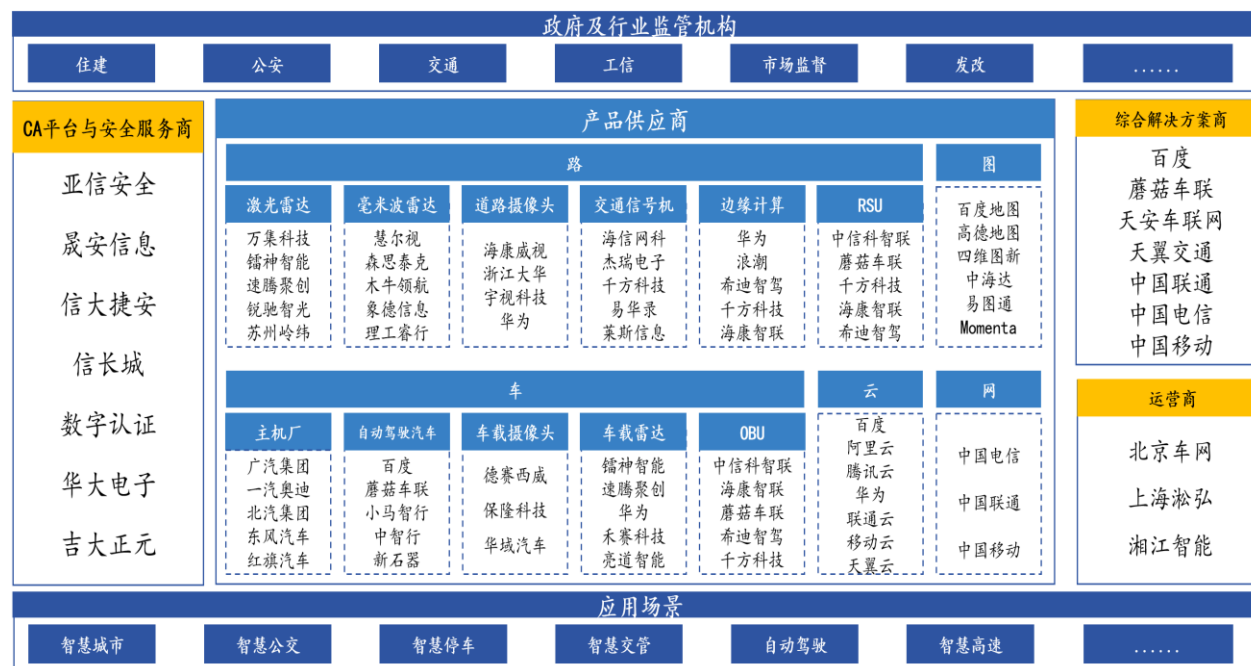 政府及行业监管机构
住建 公安 交通 工信 市场监督 发改 ......
CA平台与安全服务商
亚信安全
晟安信息
信大捷安
信长城
数字认证
华大电子
吉大正元
产品供应商
路
激光雷达
万集科技
镭神智能
速腾聚创
锐驰智光
苏州岭纬
毫米波雷达
慧尔视
森思泰克
木牛领航
象德信息
理工睿行
道路摄像头
海康威视
浙江大华
宇视科技
华为
交通信号机
海信网科
杰瑞电子
千方科技
易华录
莱斯信息
边缘计算
华为
浪潮
希迪智驾
千方科技
海康智联
RSU
中信科智联
蘑菇车联
千方科技
海康智联
希迪智驾
图
百度地图
高德地图
四维图新
中海达
易图通
Momenta
车
主机厂
广汽集团
一汽奥迪
北汽集团
东风汽车
红旗汽车
自动驾驶汽车
百度
蘑菇车联
小马智行
中智行
新石器
车载摄像头
德赛西威
保隆科技
华域汽车
车载雷达
镭神智能
速腾聚创
华为
禾赛科技
亮道智能
OBU
中信科智联
海康智联
蘑菇车联
希迪智驾
千方科技
云
百度
阿里云
腾讯云
华为
联通云
移动云
天翼云
网
中国电信
中国联通
中国移动
综合解决方案商
百度
蘑菇车联
天安车联网
天翼交通
中国联通
中国电信
中国移动
运营商
北京车网
上海淞弘
湘江智能
应用场景
智慧城市 智慧公交 智慧停车 智慧交管 自动驾驶 智慧高速 ......